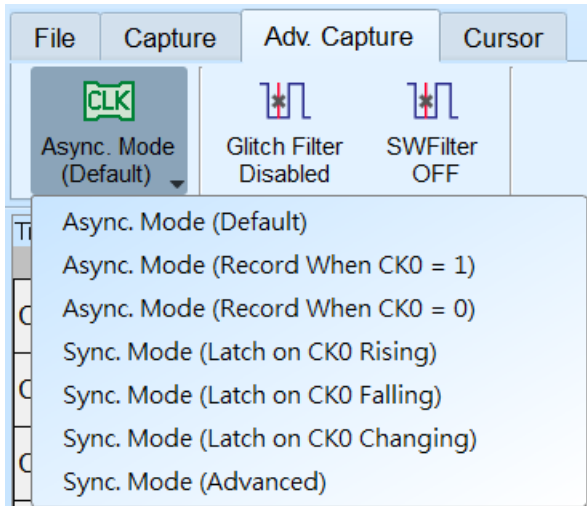 File Capture Adv. Capture Cursor
CLK
Async. Mode
(Default)
Glitch Filter
Disabled
SWFilter
OFF
Async. Mode (Default)
Async. Mode (Record When CK0 = 1)
Async. Mode (Record When CK0 = 0)
Sync. Mode (Latch on CK0 Rising)
Sync. Mode (Latch on CK0 Falling)
Sync. Mode (Latch on CK0 Changing)
Sync. Mode (Advanced)